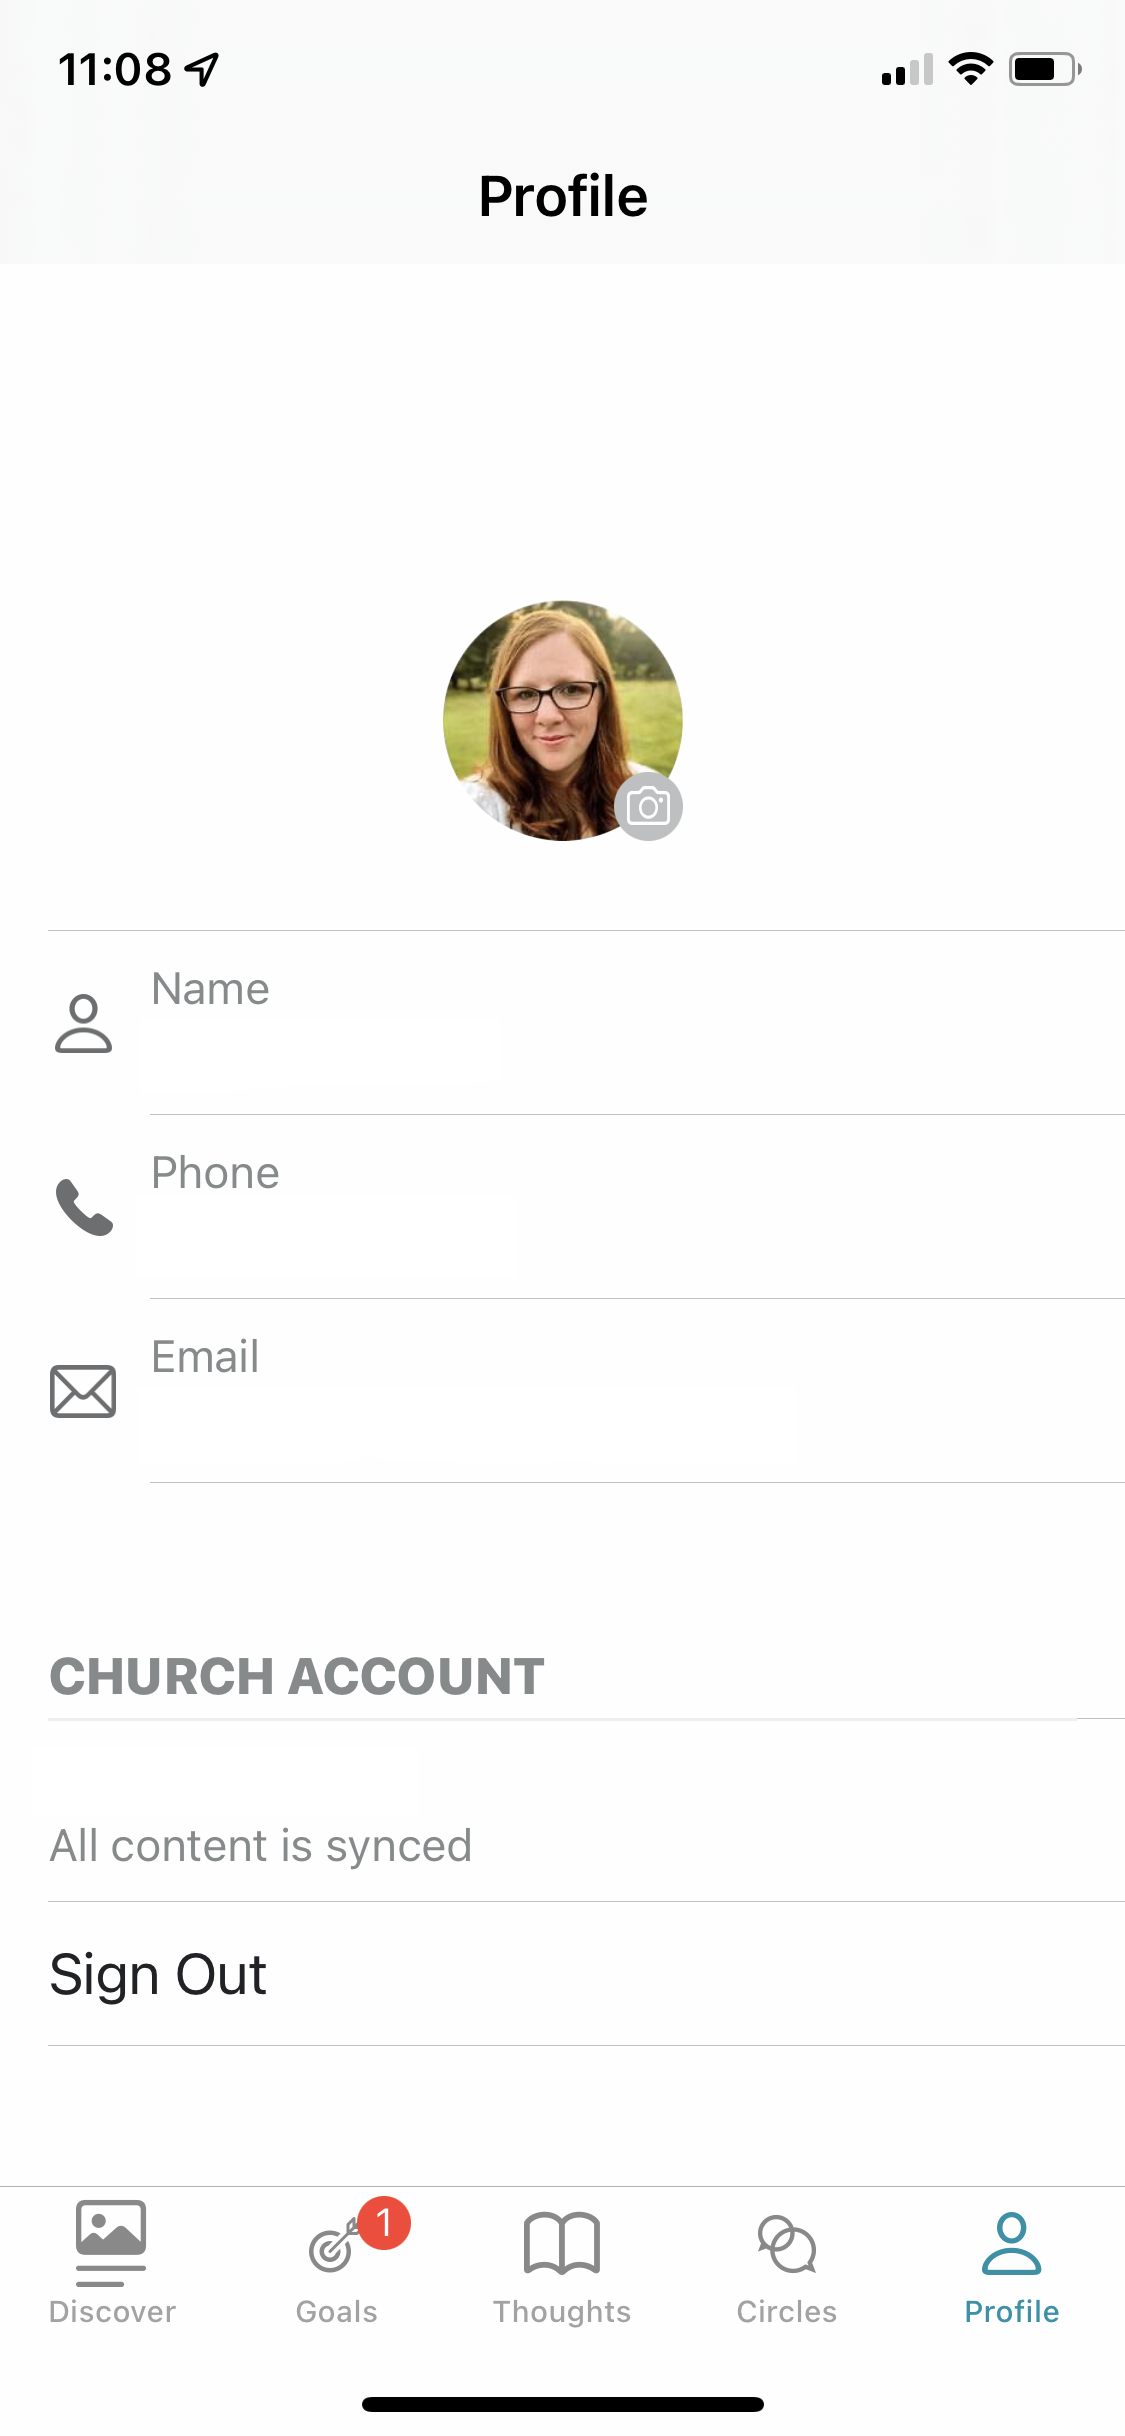 11:08
Profile
Name
Phone
Email
CHURCH ACCOUNT
All content is synced
Sign Out
1
Discover
Goals
Thoughts
Circles
Profile